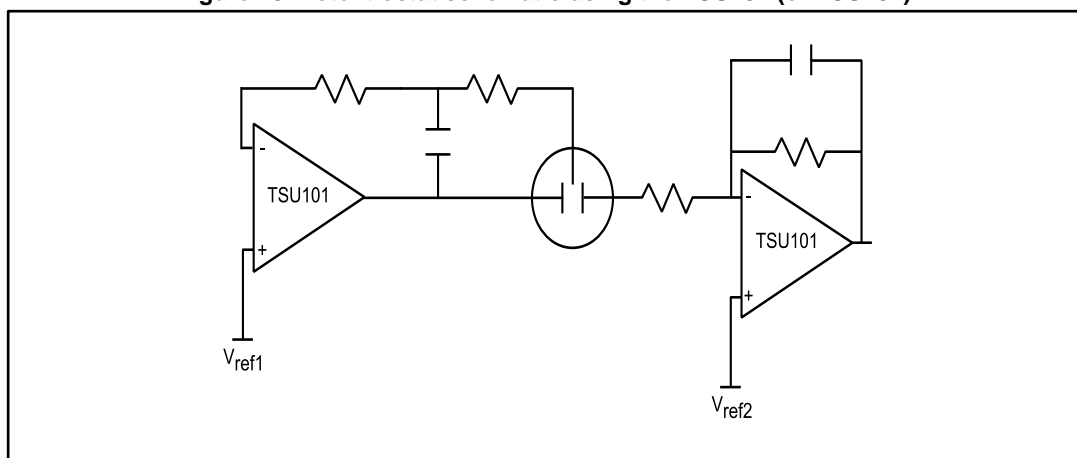 TSU101
-
+
Vref1
TSU101
-
+
Vref2